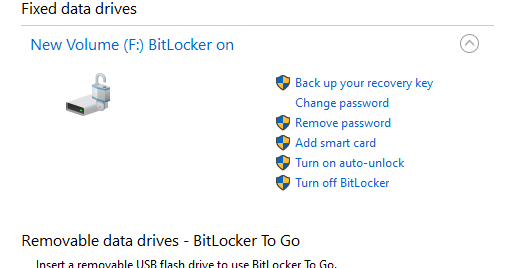 Fixed data drives
New Volume (F:) BitLocker on
Back up your recovery key
Change password
Remove password
Add smart card
Turn on auto-unlock
Turn off BitLocker
Removable data drives - BitLocker To Go
Insert a removable USB flash drive to use BitLocker To Go.